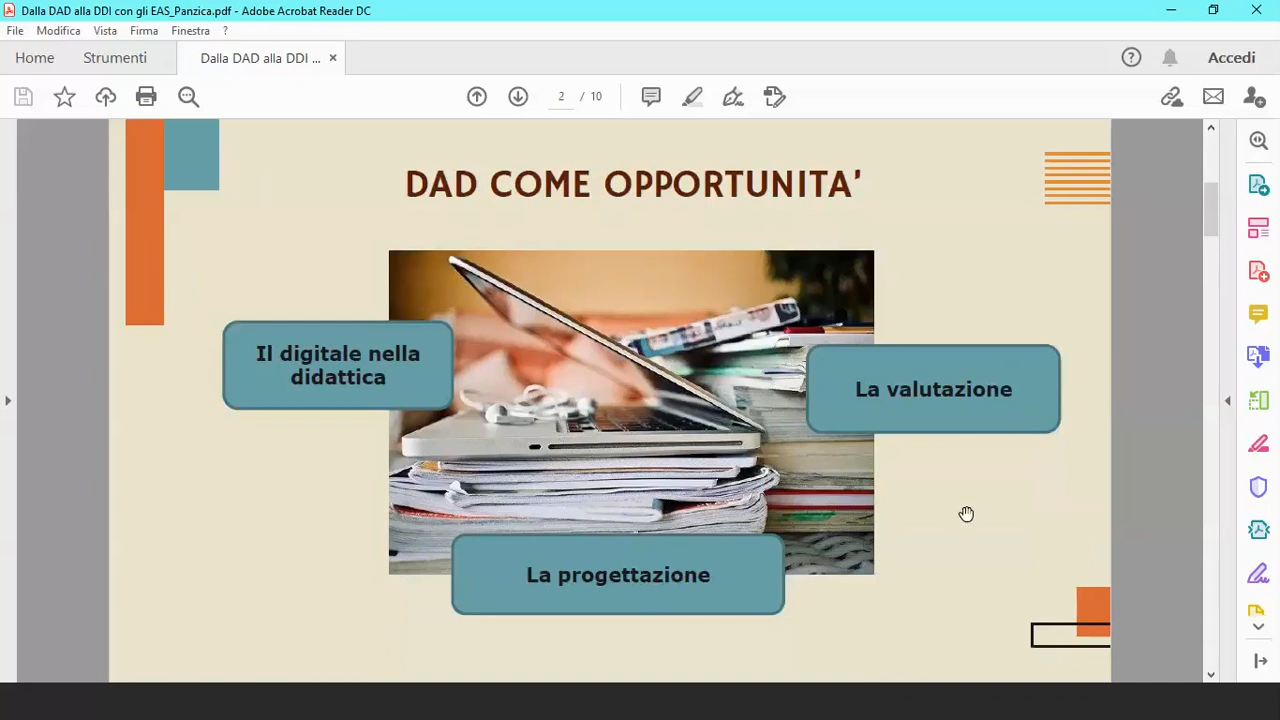 Dalla DAD alla DDI con gli EAS_Panzica.pdf - Adobe Acrobat Reader DC
File Modifica Vista Firma Finestra ?
Home Strumenti Dalla DAD alla DDI ... × Accedi
2 / 10
DAD COME OPPORTUNITA’
Il digitale nella
didattica
La valutazione
La progettazione